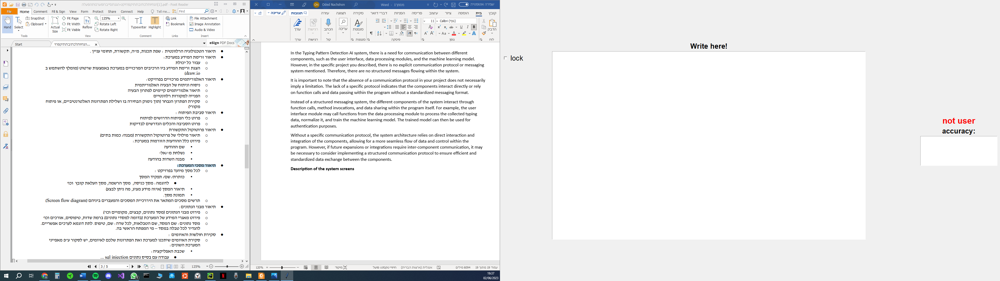 הנחיותלכתיבתתיקפרויקט-הגנתסייברומערכותהפעלה[1].pdf - Foxit Reader
File Home Comment Fill & Sign View Form Protect Share Connect Help Tell me... Find
Hand
Select
SnapShot
Clipboard
Actual Size
Fit Page
Fit Width
Fit Visible
Reflow
125%
Rotate Left
Rotate Right
Typewriter
Highlight
Link
Bookmark
File Attachment
Image Annotation
Audio & Video
Tools View Comment Links Insert
Start
הנחיותלכתיבתתיקפרוי...
eSign PDF Docs
תיאור הטכנולוגיה הרלוונטית : שפת תכנות, מ״ה, תקשורת, תחומי עניין .
תיאור זרימת המידע במערכת :
עבור כל יכולת
הצגת זרימת המידע ביו הרכיבים המרכזיים במערכת באמצעות שרטוט (מומלץ להשתמש ב
draw.io)
תיאור האלגוריתמים מרכזיים בפרויקט :
ניסוח וניתוח של הבעיה האלגוריתמית
תיאור אלגוריתמים קיימים לפתרון הבעיה
הפנייה למקורות רלוונטיים
סקירת הפתרון הנבחר (תוך נימוק הבחירה בו ושלילת הפתרונות האלטרנטיביים, או פיתוח
מקורי)
תיאור סביבת הפיתוח :
פרוט כלי הפיתוח הדרושים לפיתוח
פרוט הסביבה והכלים הנדרשים לבדיקות
תיאור פרוטוקול התקשורת
תיאור מילולי של פרוטוקול התקשורת (מבנה/ כמות בתים)
פירוט כלל ההודעות הזורמות במערכת :
שם ההודעה
נשלחת מ-/אל-
מבנה השדות בהודעה
תיאור מסכי המערכת :
לכל מסך מיועד בפרויקט :
כותרת/ שם/ תפקיד המסך
לדוגמה : מסך כניסה, מסך הרשמה, מסך העלאת קובץ וכו׳
תיאור המסך (איזה מידע מציג, מה ניתן לבצע)
תמונת מסך.
תרשים מסכים המתאר את היררכיית המסכים והמעברים ביניהם (Screen flow diagram)
תיאור מבני הנתונים :
פירוט מבני הנתונים (מסד נתונים, קבצים, מקומיים וכו׳)
פירוט מאגרי המידע של המערכת (בדומה למסדי נתונים) ברמת שדות, טיפוסים, אורכים וכו׳
מסד נתונים : שם המסד, שם הטבלאות, לכל שדה : שם, טיפוס. לתת דוגמא לערכים אפשריים.
להגדיר לכל טבלה במסד – מי המפתח הראשי בה.
סקירת חולשות והאיומים :
סקירת האיומים שיתכנו למערכת ואת הפתרונות שלכם לאיומים, יש לסקור ע״פ מאפייני
המערכת השונים :
שכבת האפליקציה :
עבודה עם בסיס נתונים sql injection ...
3 / 5
125%
ON Oded Nachshon
מסמך1 - Word
שמירה אוטומטית
קובץ בית הוספה ציור עיצוב פריסה הפניות דברי דואר סקירה תצוגה עזרה
תגובות
עריכה
Calibri (גוף) 11
הדבק
סגנונות
עריכה
הכתב
רגישות
עורך
לוח גופן פיסקה סגנונות קול רגישות עורך
In the Typing Pattern Detection AI system, there is a need for communication between different
components, such as the user interface, data processing modules, and the machine learning model.
However, in the specific project you described, there is no explicit communication protocol or messaging
system mentioned. Therefore, there are no structured messages flowing within the system.
It is important to note that the absence of a communication protocol in your project does not necessarily
imply a limitation. The lack of a specific protocol indicates that the components interact directly or rely
on function calls and data passing within the program without a standardized messaging format.
Instead of a structured messaging system, the different components of the system interact through
function calls, method invocations, and data sharing within the program itself. For example, the user
interface module may call functions from the data processing module to process the collected typing
data, normalize it, and train the machine learning model. The trained model can then be used for
authentication purposes.
Without a specific communication protocol, the system architecture relies on direct interaction and
integration of the components, allowing for a more seamless flow of data and control within the
program. However, if future expansions or integrations require inter-component communication, it may
be necessary to consider implementing a structured communication protocol to ensure efficient and
standardized data exchange between the components.
Description of the system screens
עמוד 19 מתוך 19 6094 מילים אנגלית (ארצות הברית) חיזויי טקסט: פועל
מיקוד
120%
19:37
02/06/2023
lock
Write here!
not user
accuracy: